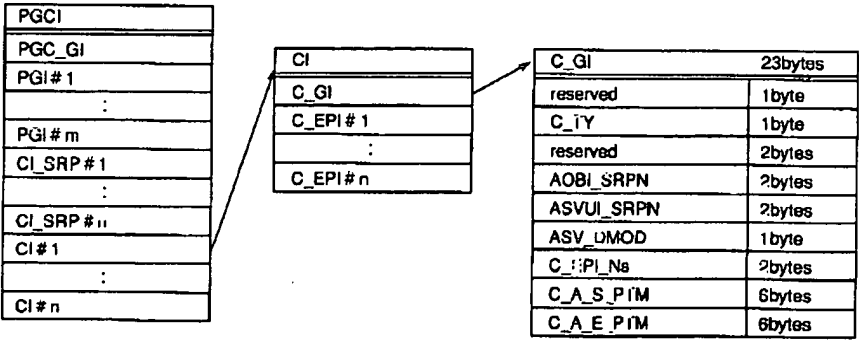 PGCI
PGC_GI
PGI#1
:
PGI#m
CI_SRP#1
:
CI_SRP#n
CI#1
:
CI#n
CI
C_GI
C_EPI#1
:
C_EPI#n
C_GI 23bytes
reserved 1byte
C_TY 1byte
reserved 2bytes
AOBI_SRPN 2bytes
ASVUI_SRPN 2bytes
ASV_DMOD 1byte
C_EPI_Ns 2bytes
C_A_S_PTM 6bytes
C_A_E_PTM 6bytes